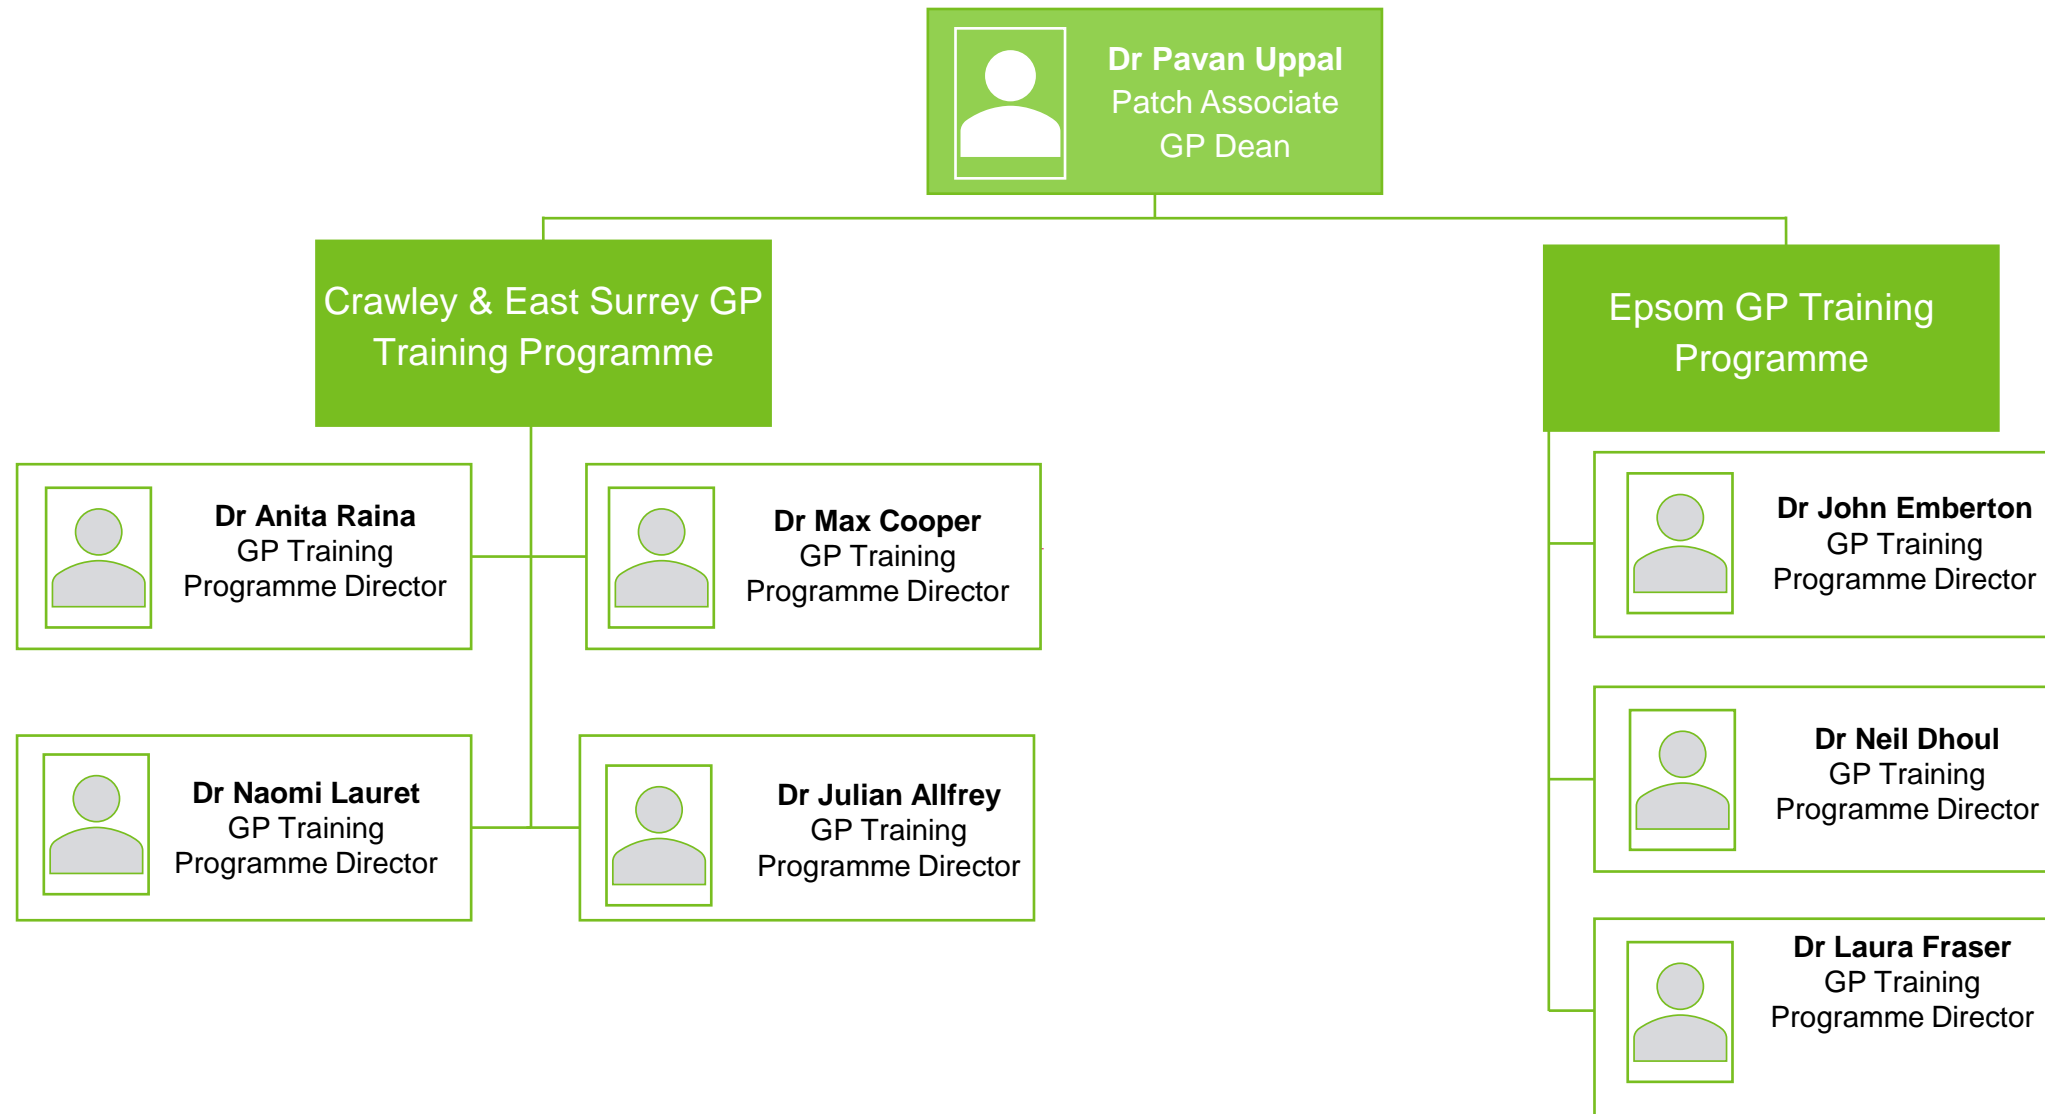 Dr Pavan Uppal
Patch Associate
GP Dean
Crawley & East Surrey GP
Training Programme
Epsom GP Training
Programme
Dr Anita Raina
GP Training
Programme Director
Dr Max Cooper
GP Training
Programme Director
Dr John Emberton
GP Training
Programme Director
Dr Naomi Lauret
GP Training
Programme Director
Dr Julian Allfrey
GP Training
Programme Director
Dr Neil Dhoul
GP Training
Programme Director
Dr Laura Fraser
GP Training
Programme Director